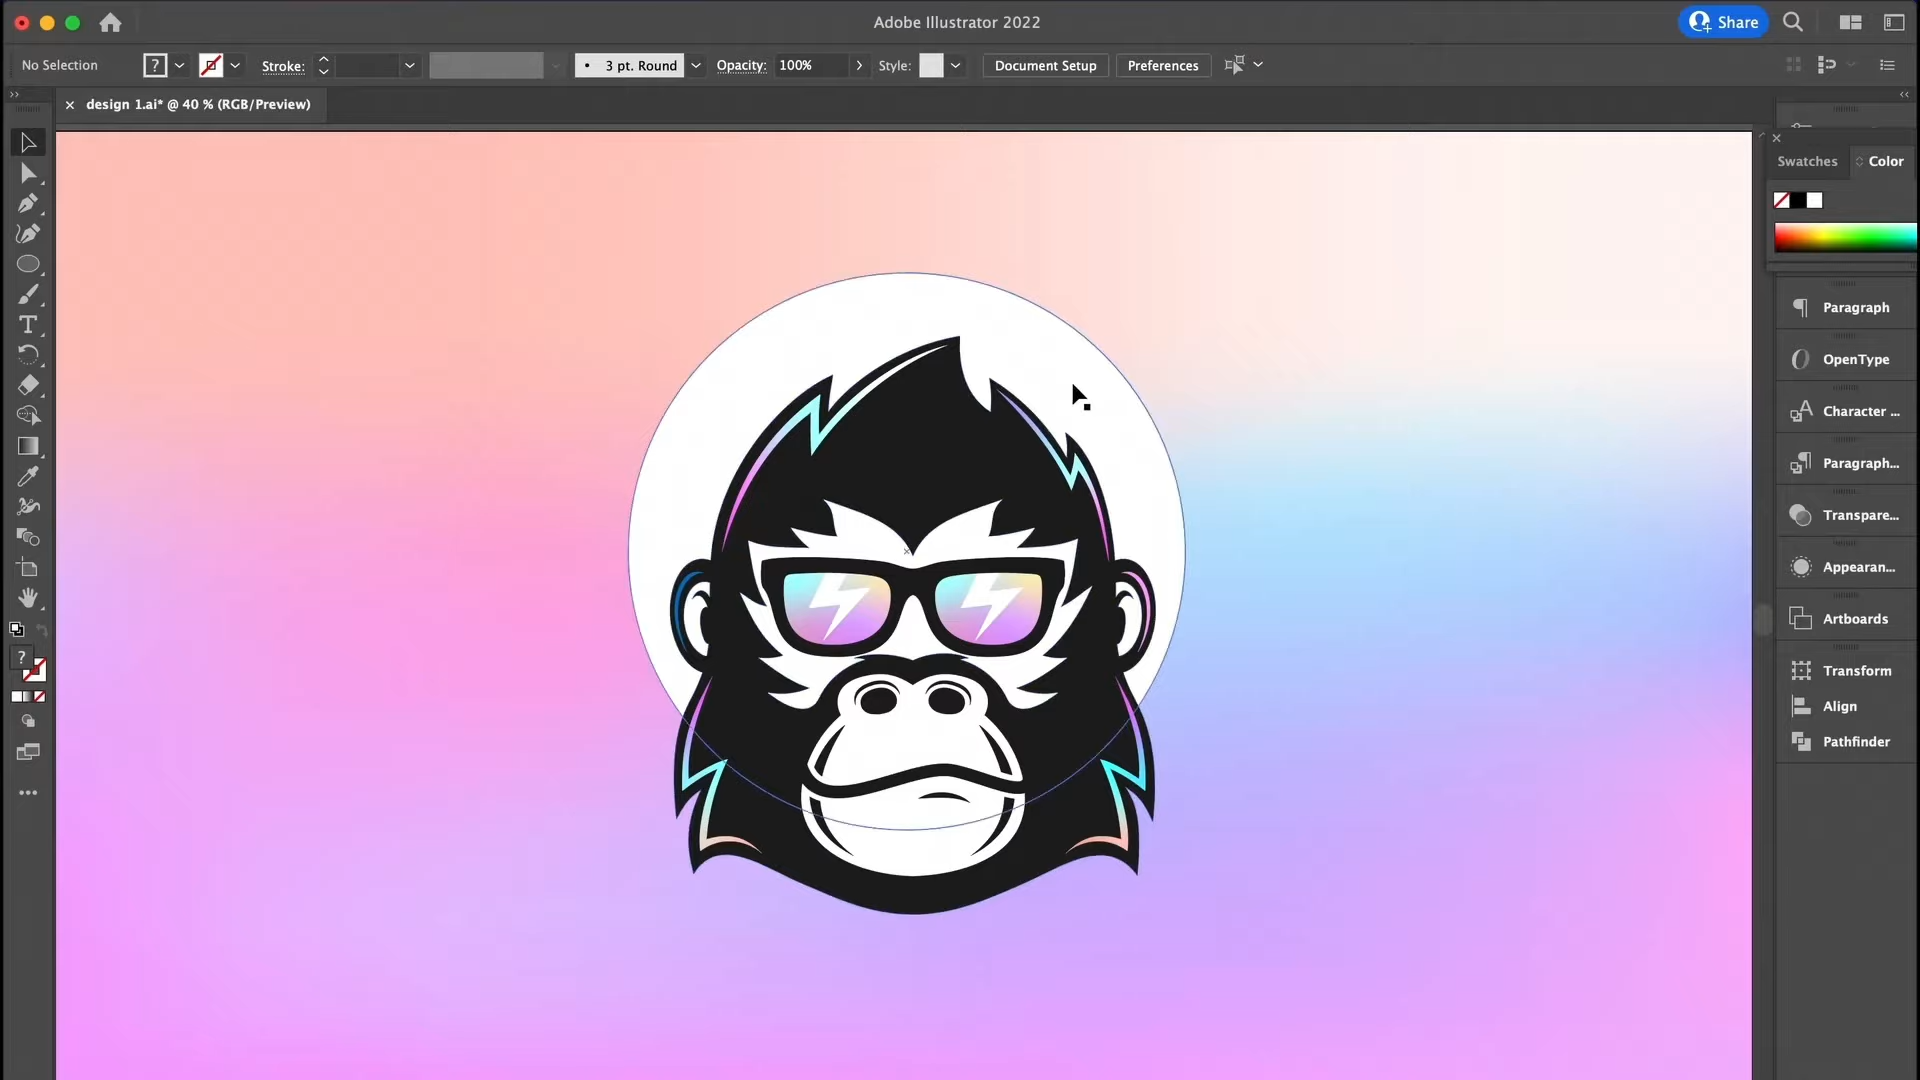 Adobe Illustrator 2022
Share
No Selection
?
Stroke:
3 pt. Round
Opacity:
100%
Style:
Document Setup
Preferences
design 1.ai* @ 40 % (RGB/Preview)
Swatches
Color
Paragraph
OpenType
Character ...
Paragraph...
Transpare...
Appearan...
Artboards
Transform
Align
Pathfinder
?